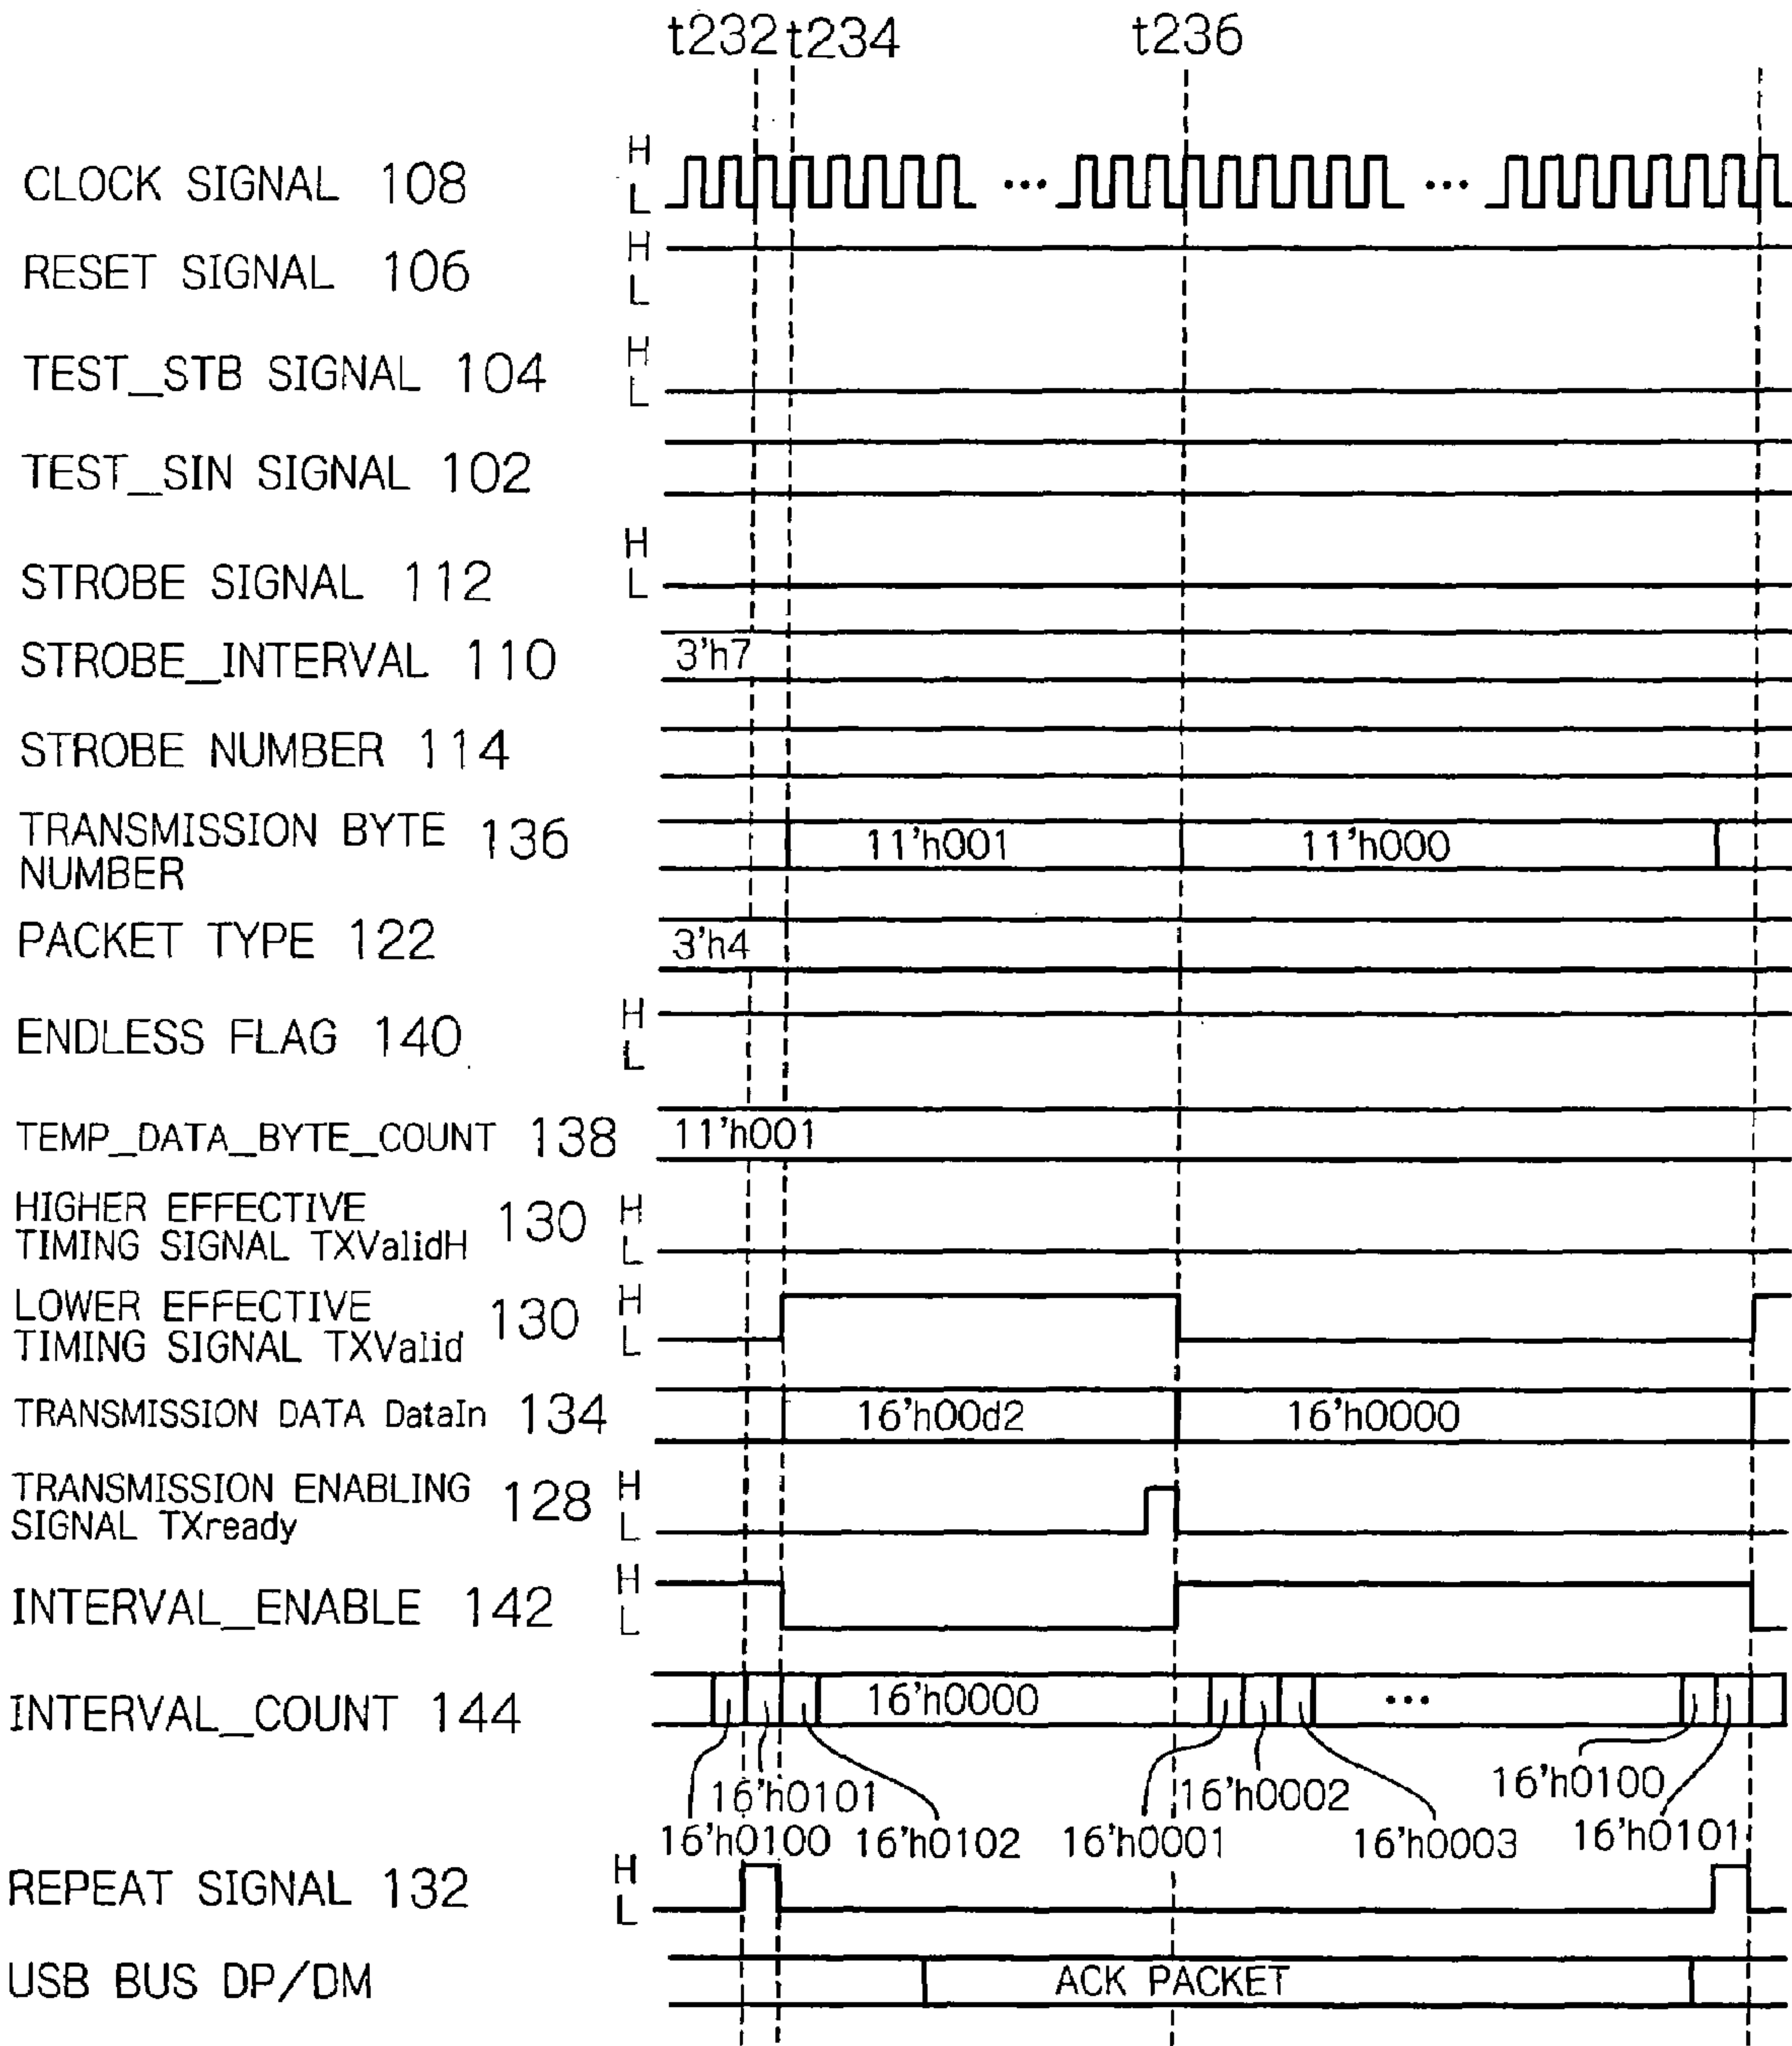 t232 t234 t236
CLOCK SIGNAL 108 H L ... ...
RESET SIGNAL 106 H L
TEST_STB SIGNAL 104 H L
TEST_SIN SIGNAL 102
STROBE SIGNAL 112 H L
STROBE_INTERVAL 110 3'h7
STROBE NUMBER 114
TRANSMISSION BYTE NUMBER 136 11'h001 11'h000
PACKET TYPE 122 3'h4
ENDLESS FLAG 140 H L
TEMP_DATA_BYTE_COUNT 138 11'h001
HIGHER EFFECTIVE
TIMING SIGNAL TXValidH 130 H L
LOWER EFFECTIVE
TIMING SIGNAL TXValid 130 H L
TRANSMISSION DATA DataIn 134 16'h00d2 16'h0000
TRANSMISSION ENABLING
SIGNAL TXready 128 H L
INTERVAL_ENABLE 142 H L
INTERVAL_COUNT 144 16'h0000 ...
16'h0101 16'h0002 16'h0100
16'h0100 16'h0102 16'h0001 16'h0003 16'h0101
REPEAT SIGNAL 132 H L
USB BUS DP/DM ACK PACKET